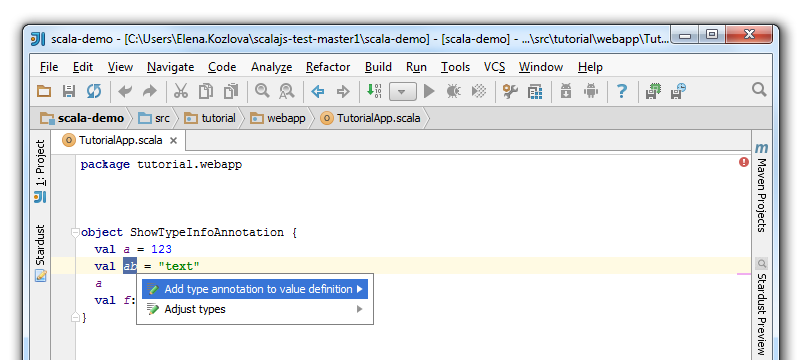 scala-demo - [C:\Users\Elena.Kozlova\scalajs-test-master1\scala-demo] - [scala-demo] - ...\src\tutorial\webapp\Tut...
File Edit View Navigate Code Analyze Refactor Build Run Tools VCS Window Help
scala-demo src tutorial webapp TutorialApp.scala
1: Project
Stardust
TutorialApp.scala
package tutorial.webapp
object ShowTypeInfoAnnotation {
val a = 123
val ab = "text"
a
val f:
}
Add type annotation to value definition
Adjust types
m
Maven Projects
Stardust Preview